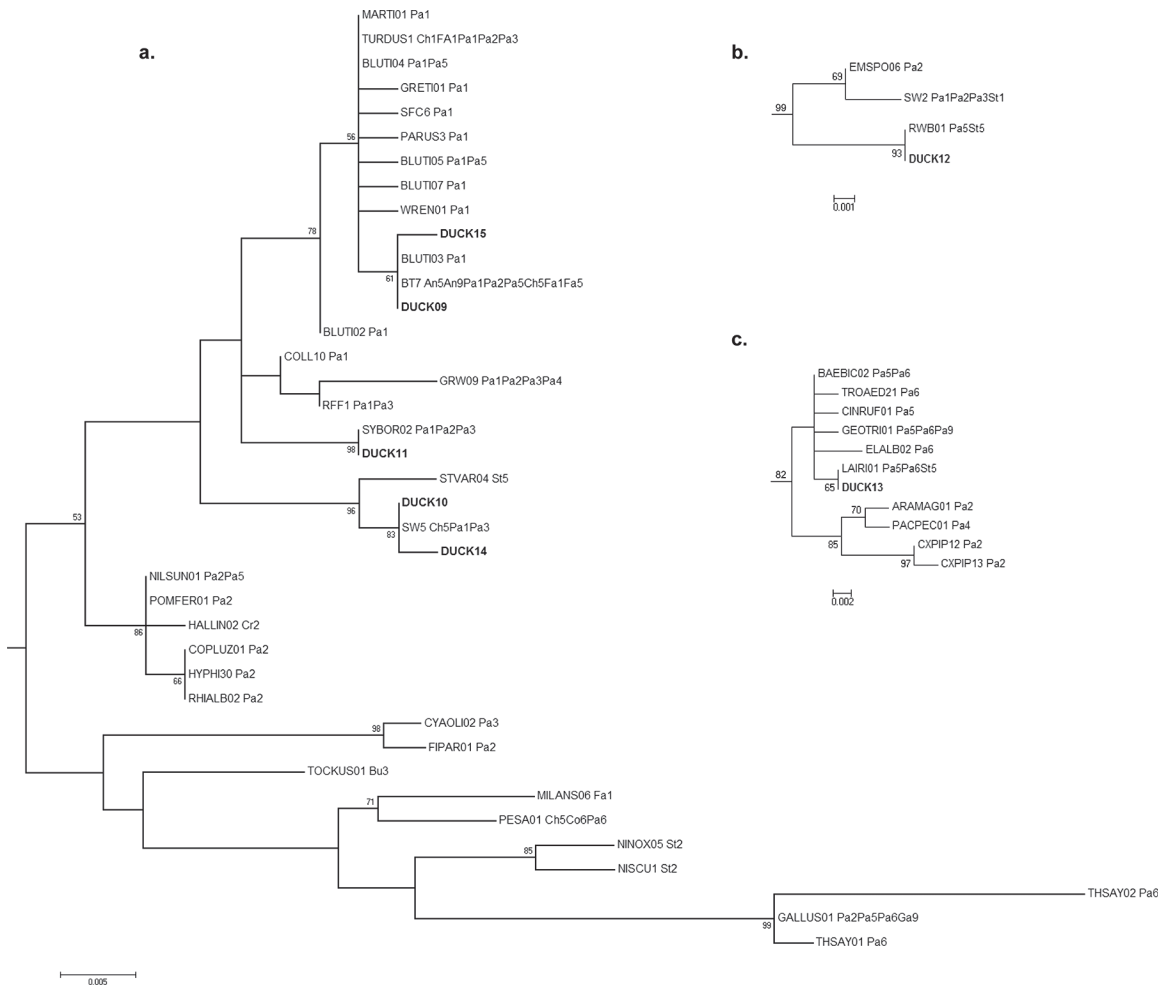 a.
MARTI01 Pa1
TURDUS1 Ch1FA1Pa1Pa2Pa3
BLUTI04 Pa1Pa5
GRETI01 Pa1
SFC6 Pa1
56
PARUS3 Pa1
BLUTI05 Pa1Pa5
BLUTI07 Pa1
WREN01 Pa1
78
DUCK15
BLUTI03 Pa1
61
BT7 An5An9Pa1Pa2Pa5Ch5Fa1Fa5
DUCK09
BLUTI02 Pa1
COLL10 Pa1
GRW09 Pa1Pa2Pa3Pa4
RFF1 Pa1Pa3
SYBOR02 Pa1Pa2Pa3
98
DUCK11
STVAR04 St5
96
DUCK10
53
SW5 Ch5Pa1Pa3
83
DUCK14
NILSUN01 Pa2Pa5
POMFER01 Pa2
86
HALLIN02 Cr2
COPLUZ01 Pa2
HYPHI30 Pa2
66
RHIALB02 Pa2
98
CYAOLI02 Pa3
FIPAR01 Pa2
TOCKUS01 Bu3
71
MILANS06 Fa1
PESA01 Ch5Co6Pa6
85
NINOX05 St2
NISCU1 St2
THSAY02 Pa6
GALLUS01 Pa2Pa5Pa6Ga9
99
THSAY01 Pa6
0.005
b.
EMSPO06 Pa2
69
SW2 Pa1Pa2Pa3St1
99
RWB01 Pa5St5
93
DUCK12
0.001
c.
BAEBIC02 Pa5Pa6
TROAED21 Pa6
CINRUF01 Pa5
GEOTRI01 Pa5Pa6Pa9
ELALB02 Pa6
82
LAIRI01 Pa5Pa6St5
65
DUCK13
ARAMAG01 Pa2
70
PACPEC01 Pa4
85
CXPIP12 Pa2
97
CXPIP13 Pa2
0.002